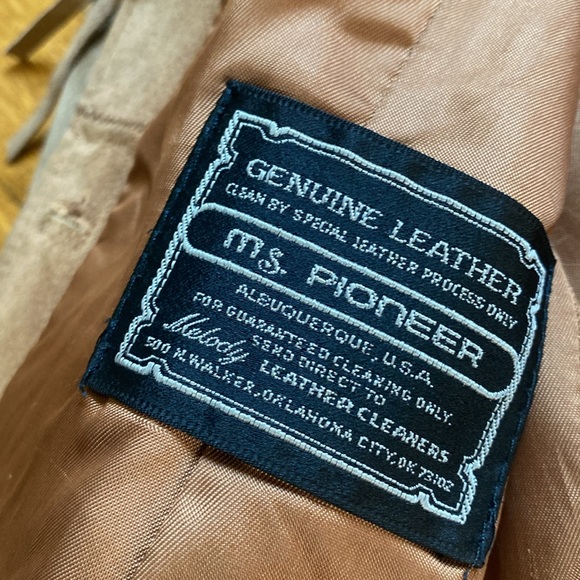 GENUINE LEATHER
CLEAN BY SPECIAL LEATHER PROCESS ONLY
ms. PIONEER
ALBUQUERQUE, U.S.A.
FOR GUARANTEED CLEANING ONLY.
SEND DIRECT TO
Melody LEATHER CLEANERS
500 N. WALKER, OKLAHOMA CITY, OK 73102